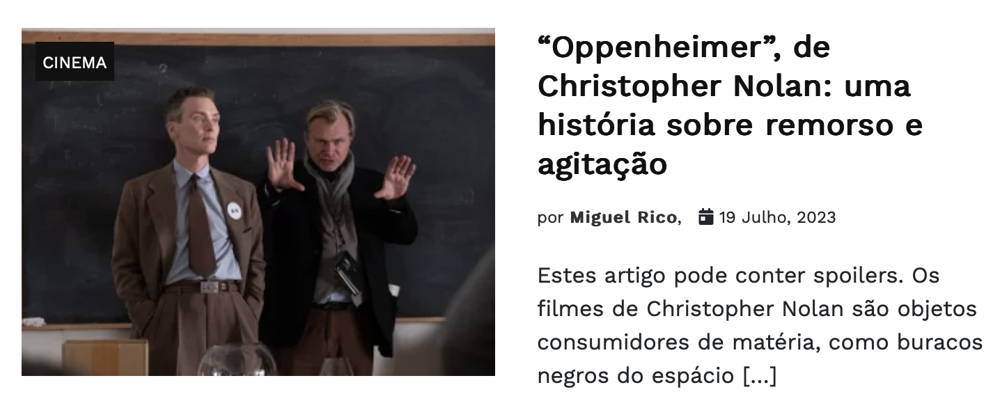 CINEMA
“Oppenheimer”, de
Christopher Nolan: uma
história sobre remorso e
agitação
por Miguel Rico, 19 Julho, 2023
Estes artigo pode conter spoilers. Os
filmes de Christopher Nolan são objetos
consumidores de matéria, como buracos
negros do espácio [...]